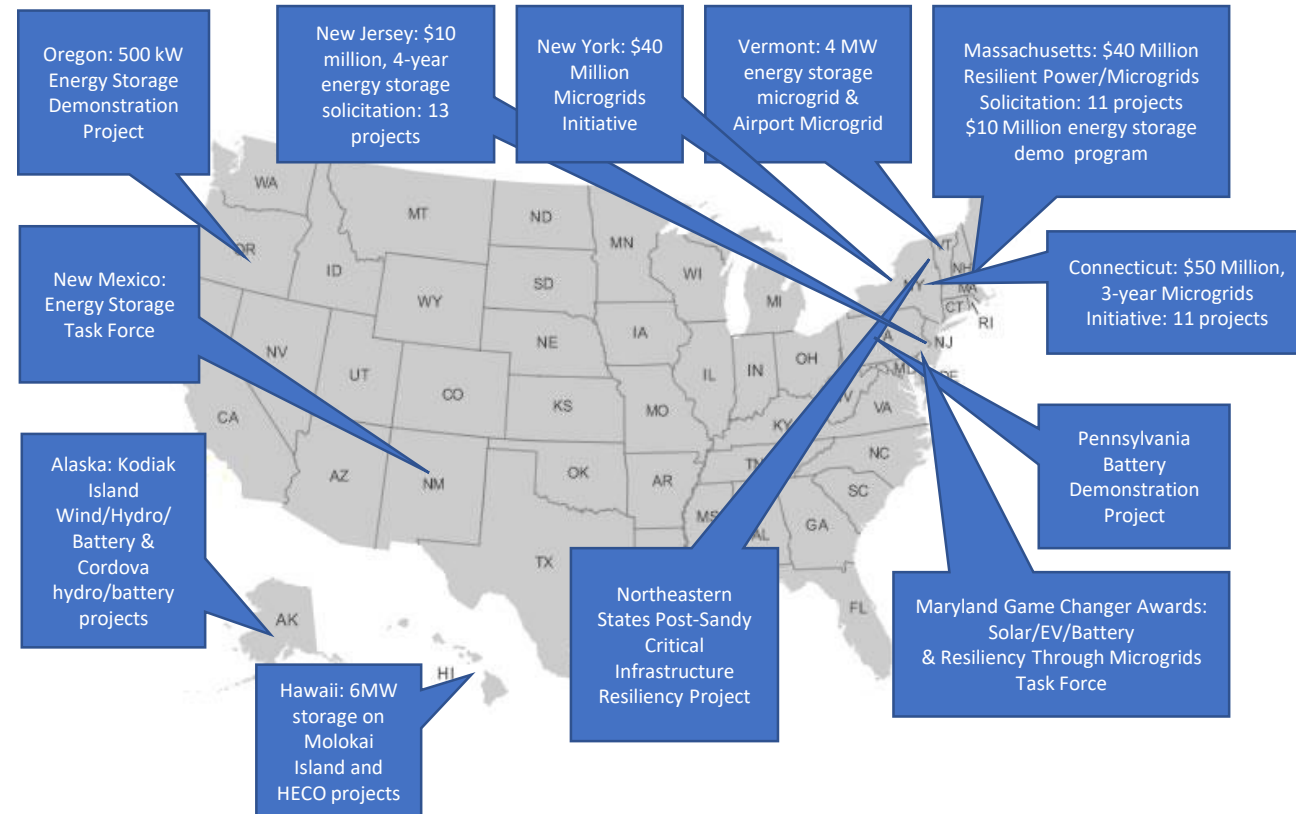 Oregon: 500 kW
Energy Storage
Demonstration
Project
New Jersey: $10
million, 4-year
energy storage
solicitation: 13
projects
New York: $40
Million
Microgrids
Initiative
Vermont: 4 MW
energy storage
microgrid &
Airport Microgrid
Massachusetts: $40 Million
Resilient Power/Microgrids
Solicitation: 11 projects
$10 Million energy storage
demo program
New Mexico:
Energy Storage
Task Force
Connecticut: $50 Million,
3-year Microgrids
Initiative: 11 projects
Alaska: Kodiak
Island
Wind/Hydro/
Battery &
Cordova
hydro/battery
projects
Pennsylvania
Battery
Demonstration
Project
Northeastern
States Post-Sandy
Critical
Infrastructure
Resiliency Project
Maryland Game Changer Awards:
Solar/EV/Battery
& Resiliency Through Microgrids
Task Force
Hawaii: 6MW
storage on
Molokai
Island and
HECO projects
WA
MT
ND
MN
OR
ID
WY
SD
WI
MI
NY
VT
NH
MA
CT
RI
NV
UT
CO
NE
IA
IL
IN
OH
NJ
MD
DE
CA
KS
MO
KY
VA
AZ
NM
OK
AR
NC
SC
MS
AL
GA
TX
FL
AK
HI